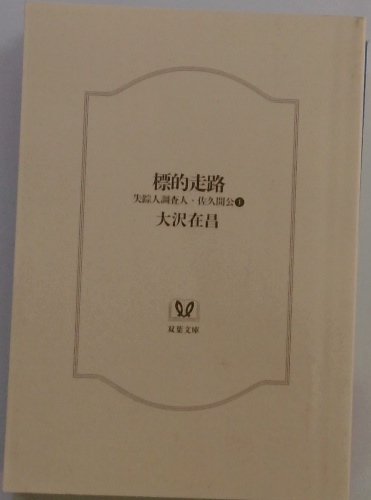 標的走路
失踪人調査人・佐久間公❶
大沢在昌
双葉文庫